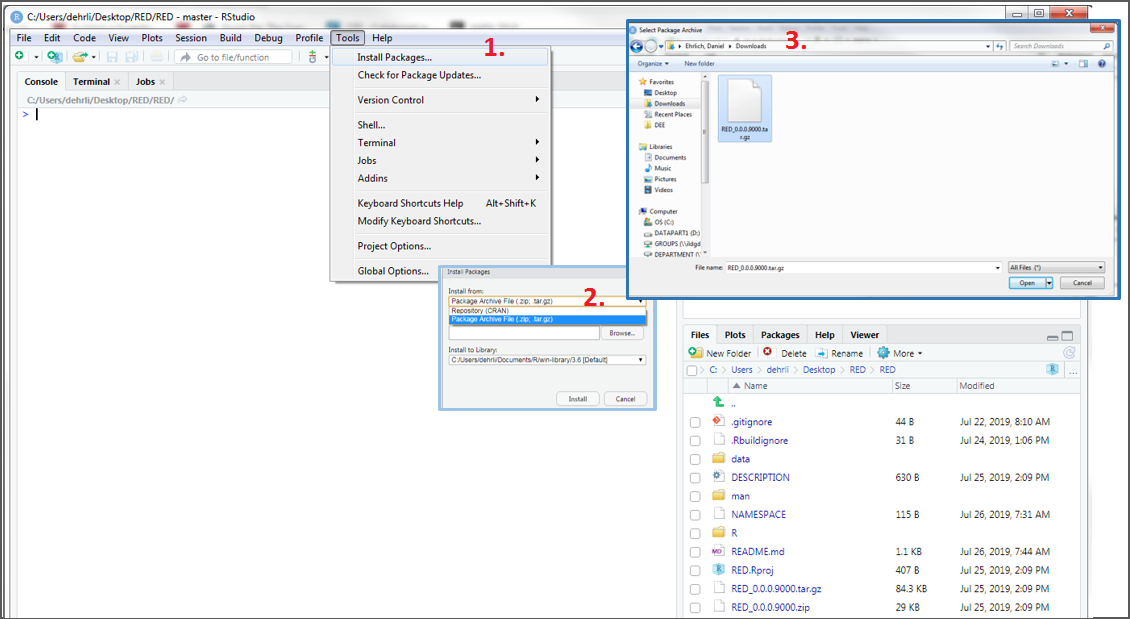 C:/Users/dehrli/Desktop/RED/RED - master - RStudio
File Edit Code View Plots Session Build Debug Profile Tools Help
Go to file/function
Console Terminal Jobs
C:/Users/dehrli/Desktop/RED/RED/
>
1.
Install Packages...
Check for Package Updates...
Version Control
Shell...
Terminal
Jobs
Addins
Keyboard Shortcuts Help Alt+Shift+K
Modify Keyboard Shortcuts...
Project Options...
Global Options...
2.
Install Packages
Install from:
Package Archive File (.zip; .tar.gz)
Repository (CRAN)
Package Archive File (.zip; .tar.gz)
Browse...
Install to Library:
C:/Users/dehrli/Documents/R/win-library/3.6 [Default]
Install Cancel
3.
Select Package Archive
Ehrlich, Daniel Downloads
Search Downloads
Organize New folder
Favorites
Desktop
Downloads
Recent Places
DEE
Libraries
Documents
Music
Pictures
Videos
Computer
OS (C:)
DATAPART1 (D:)
GROUPS (\\ildgd
DEPARTMENT (\\
RED_0.0.0.9000.ta
r.gz
File name: RED_0.0.0.9000.tar.gz
All Files (*)
Open Cancel
Files Plots Packages Help Viewer
New Folder Delete Rename More
C: Users dehrli Desktop RED RED
...
Name Size Modified
..
.gitignore 44 B Jul 22, 2019, 8:10 AM
.Rbuildignore 31 B Jul 24, 2019, 1:06 PM
data
DESCRIPTION 630 B Jul 25, 2019, 2:09 PM
man
NAMESPACE 115 B Jul 26, 2019, 7:31 AM
R
README.md 1.1 KB Jul 26, 2019, 7:44 AM
RED.Rproj 407 B Jul 25, 2019, 2:09 PM
RED_0.0.0.9000.tar.gz 84.3 KB Jul 25, 2019, 2:09 PM
RED_0.0.0.9000.zip 29 KB Jul 25, 2019, 2:09 PM